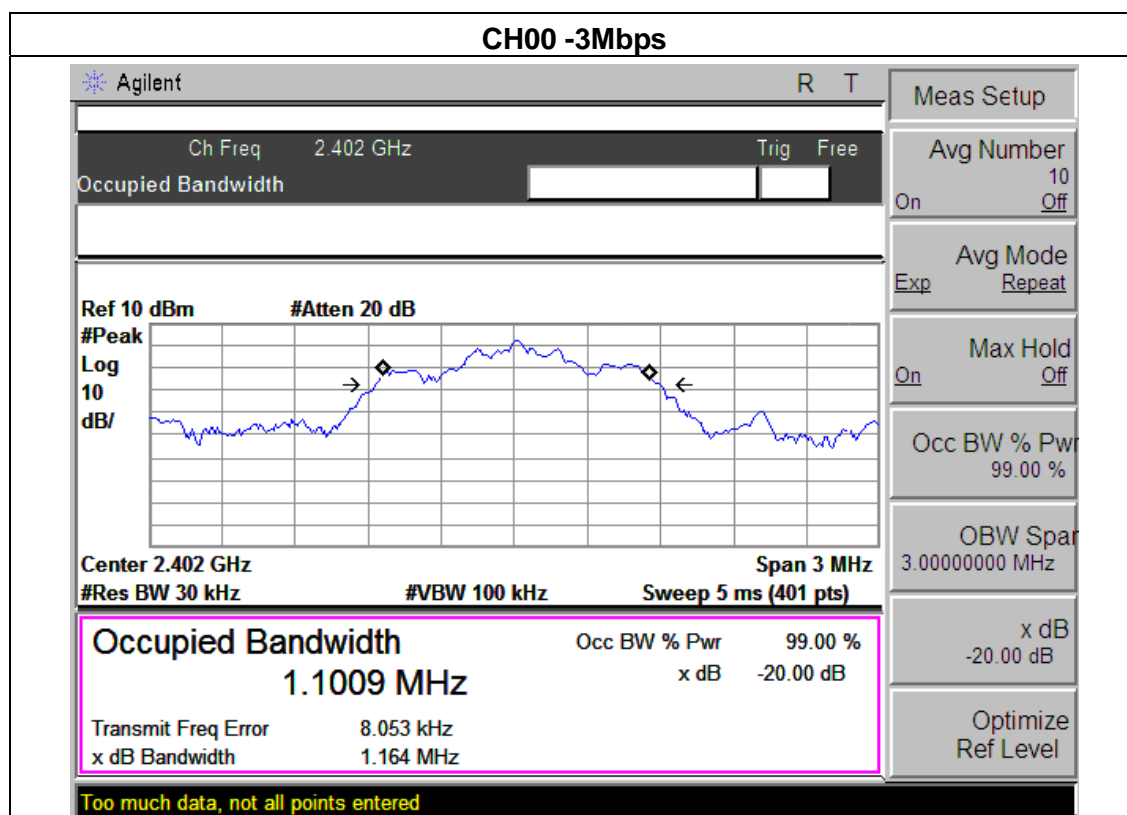 CH00 -3Mbps
Agilent R T
Ch Freq 2.402 GHz Trig Free
Occupied Bandwidth
Ref 10 dBm #Atten 20 dB
#Peak
Log
10
dB/
Center 2.402 GHz Span 3 MHz
#Res BW 30 kHz #VBW 100 kHz Sweep 5 ms (401 pts)
Occupied Bandwidth Occ BW % Pwr 99.00 %
1.1009 MHz x dB -20.00 dB
Transmit Freq Error 8.053 kHz
x dB Bandwidth 1.164 MHz
Too much data, not all points entered
Meas Setup
Avg Number
10
On Off
Avg Mode
Exp Repeat
Max Hold
On Off
Occ BW % Pwr
99.00 %
OBW Span
3.00000000 MHz
x dB
-20.00 dB
Optimize
Ref Level